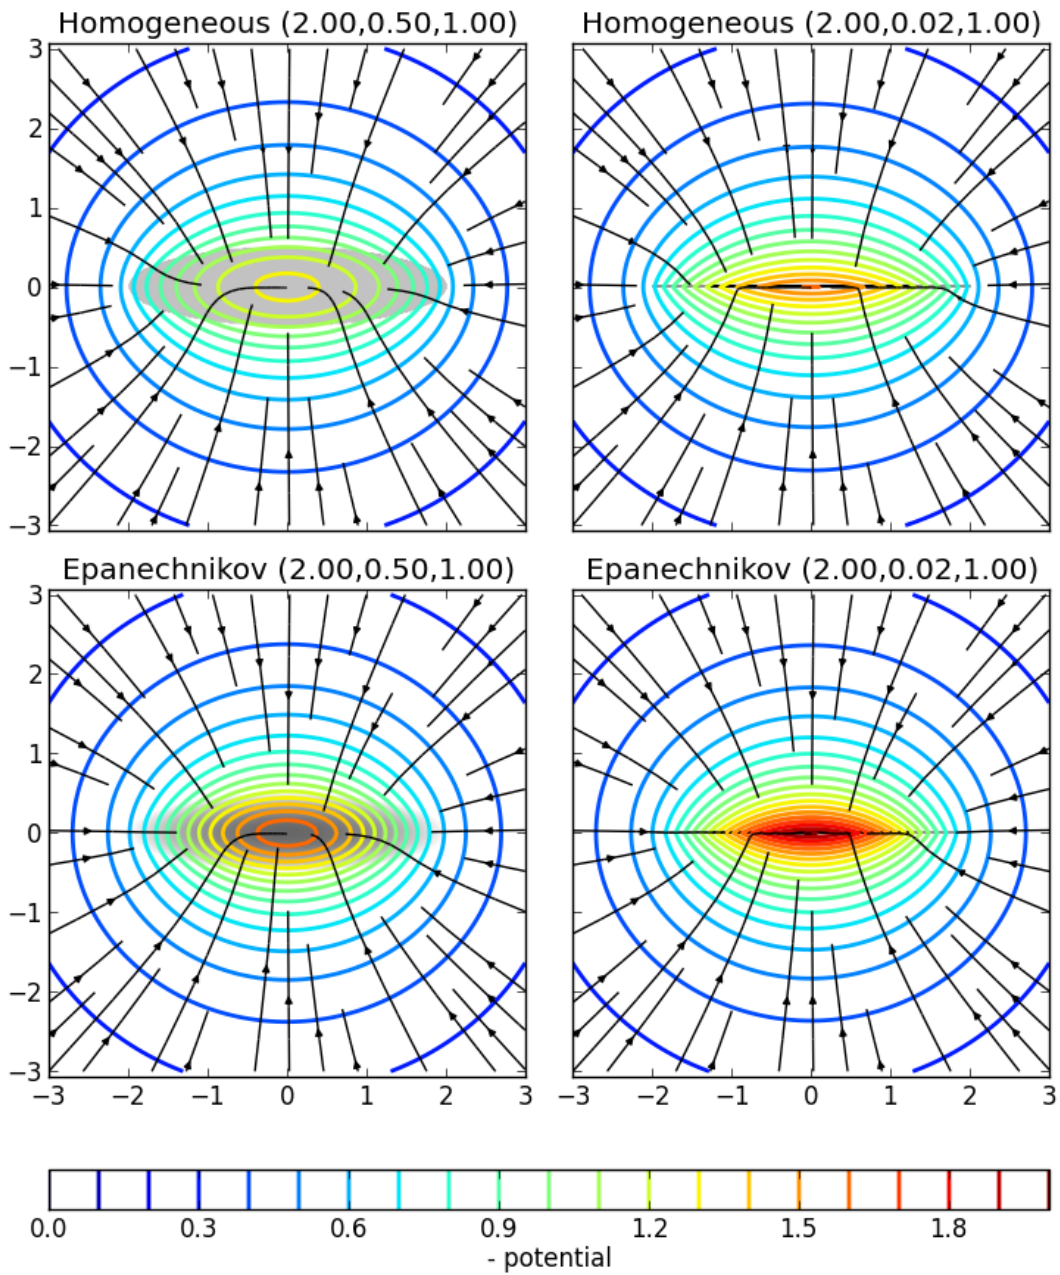 Homogeneous (2.00,0.50,1.00) Homogeneous (2.00,0.02,1.00)
3
2
1
0
−1
−2
−3
Epanechnikov (2.00,0.50,1.00) Epanechnikov (2.00,0.02,1.00)
3
2
1
0
−1
−2
−3
−3 −2 −1 0 1 2 3 −3 −2 −1 0 1 2 3
0.0 0.3 0.6 0.9 1.2 1.5 1.8
- potential